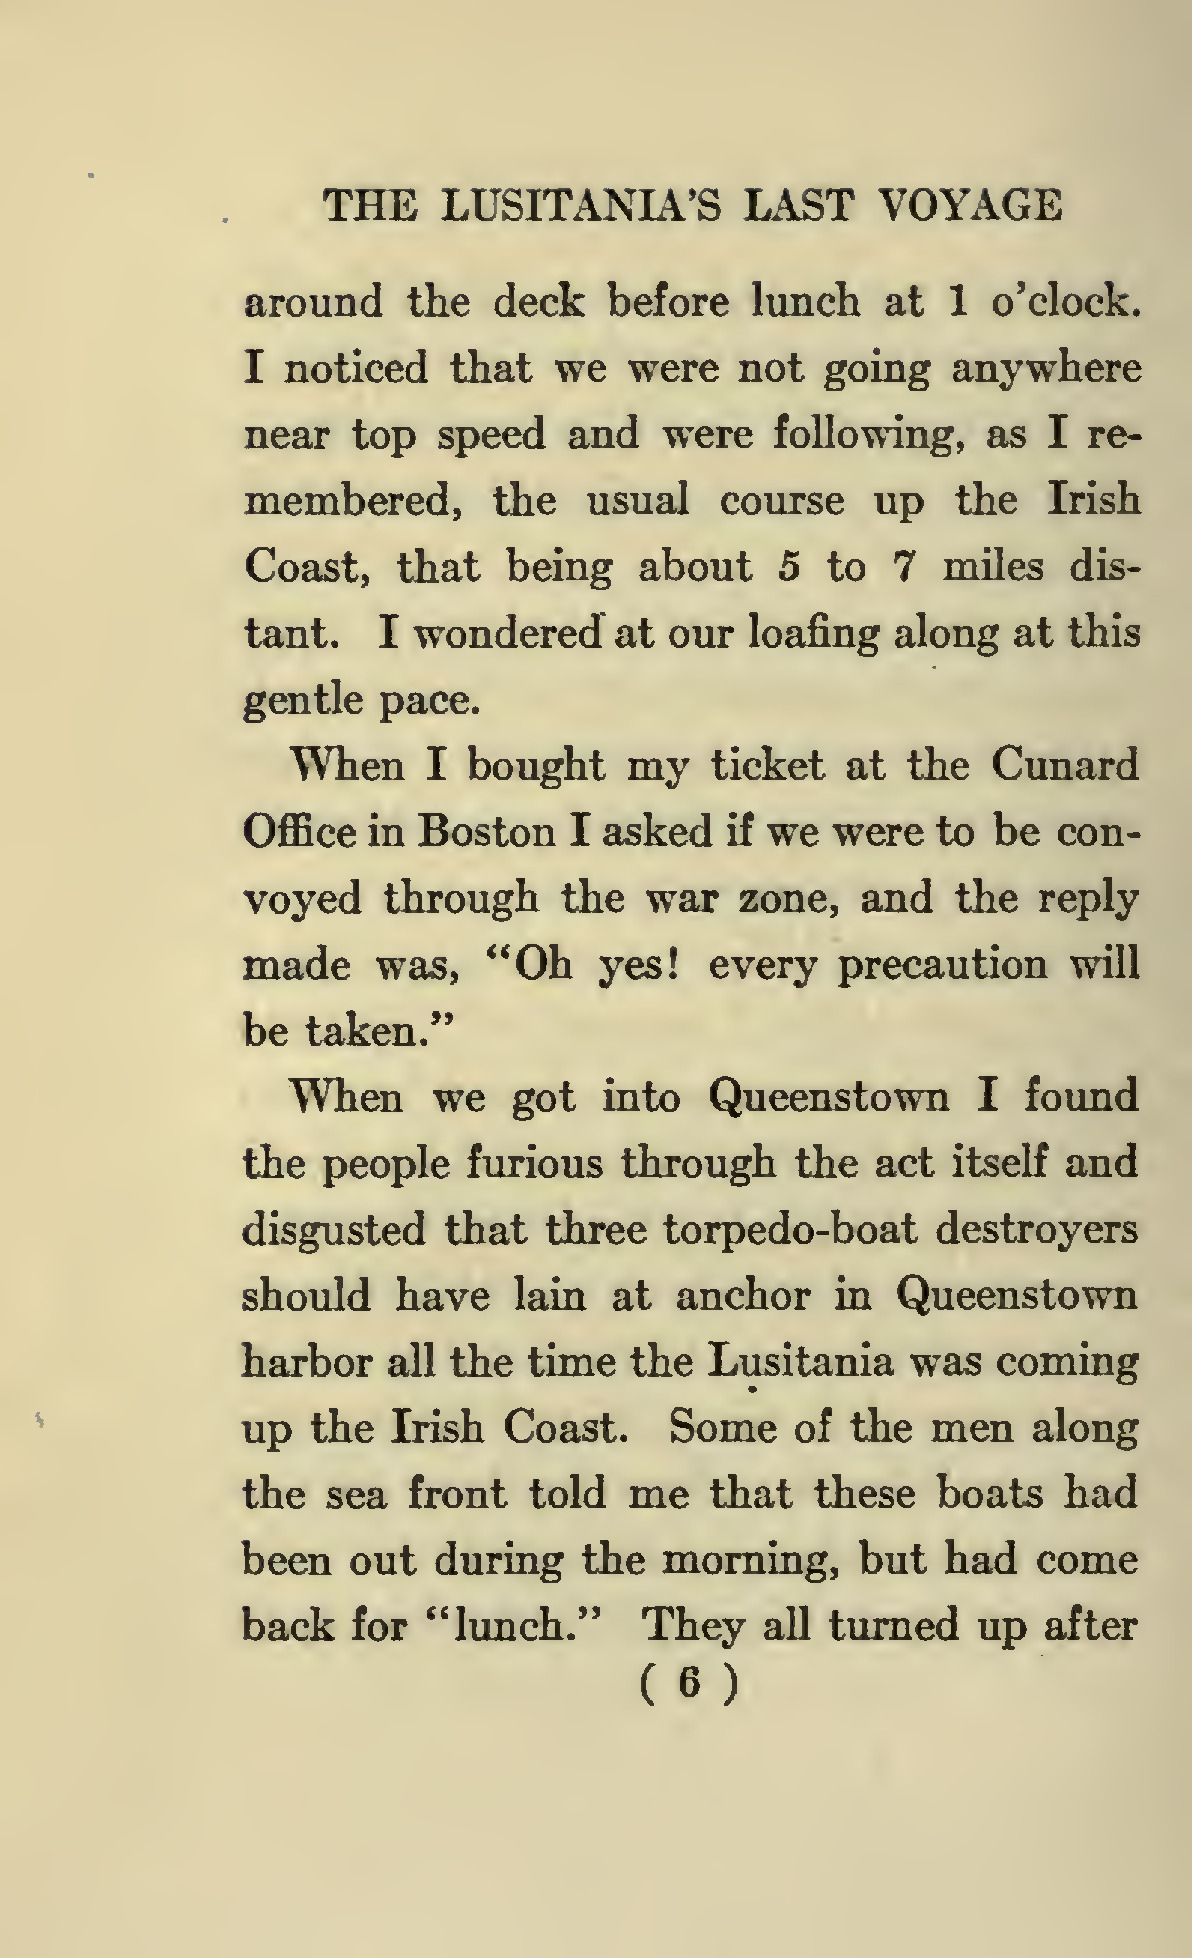 THE LUSITANIA'S LAST VOYAGE
around the deck before lunch at 1 o'clock.
I noticed that we were not going anywhere
near top speed and were following, as I re-
membered, the usual course up the Irish
Coast, that being about 5 to 7 miles dis-
tant. I wondered at our loafing along at this
gentle pace.
When I bought my ticket at the Cunard
Office in Boston I asked if we were to be con-
voyed through the war zone, and the reply
made was, "Oh yes! every precaution will
be taken."
When we got into Queenstown I found
the people furious through the act itself and
disgusted that three torpedo-boat destroyers
should have lain at anchor in Queenstown
harbor all the time the Lusitania was coming
up the Irish Coast. Some of the men along
the sea front told me that these boats had
been out during the morning, but had come
back for "lunch." They all turned up after
( 6 )